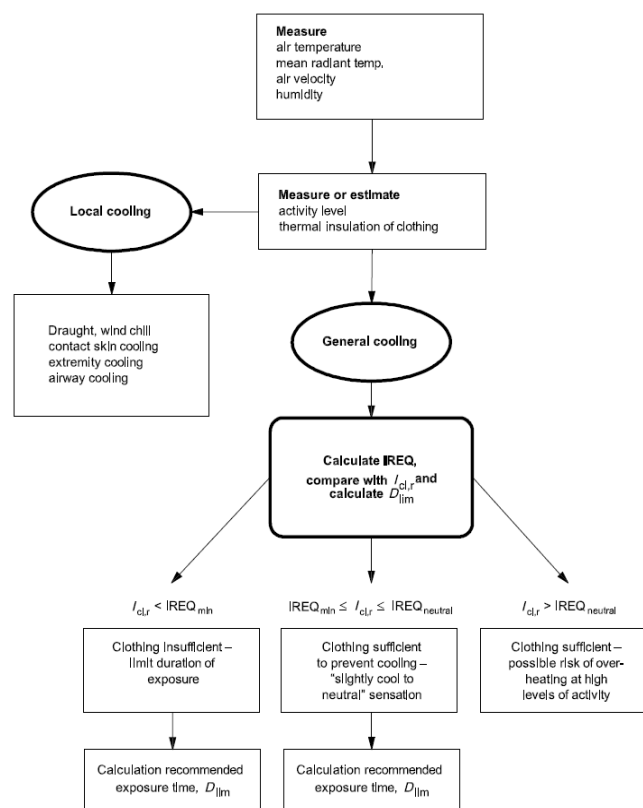 Measure
air temperature
mean radiant temp.
air velocity
humidity
Local cooling
Measure or estimate
activity level
thermal insulation of clothing
Draught, wind chill
contact skin cooling
extremity cooling
airway cooling
General cooling
Calculate IREQ,
compare with Icl,r and
calculate Dlim
Icl,r < IREQmin
IREQmin ≤ Icl,r ≤ IREQneutral
Icl,r > IREQneutral
Clothing insufficient –
limit duration of
exposure
Clothing sufficient
to prevent cooling –
"slightly cool to
neutral" sensation
Clothing sufficient –
possible risk of over-
heating at high
levels of activity
Calculation recommended
exposure time, Dlim
Calculation recommended
exposure time, Dlim